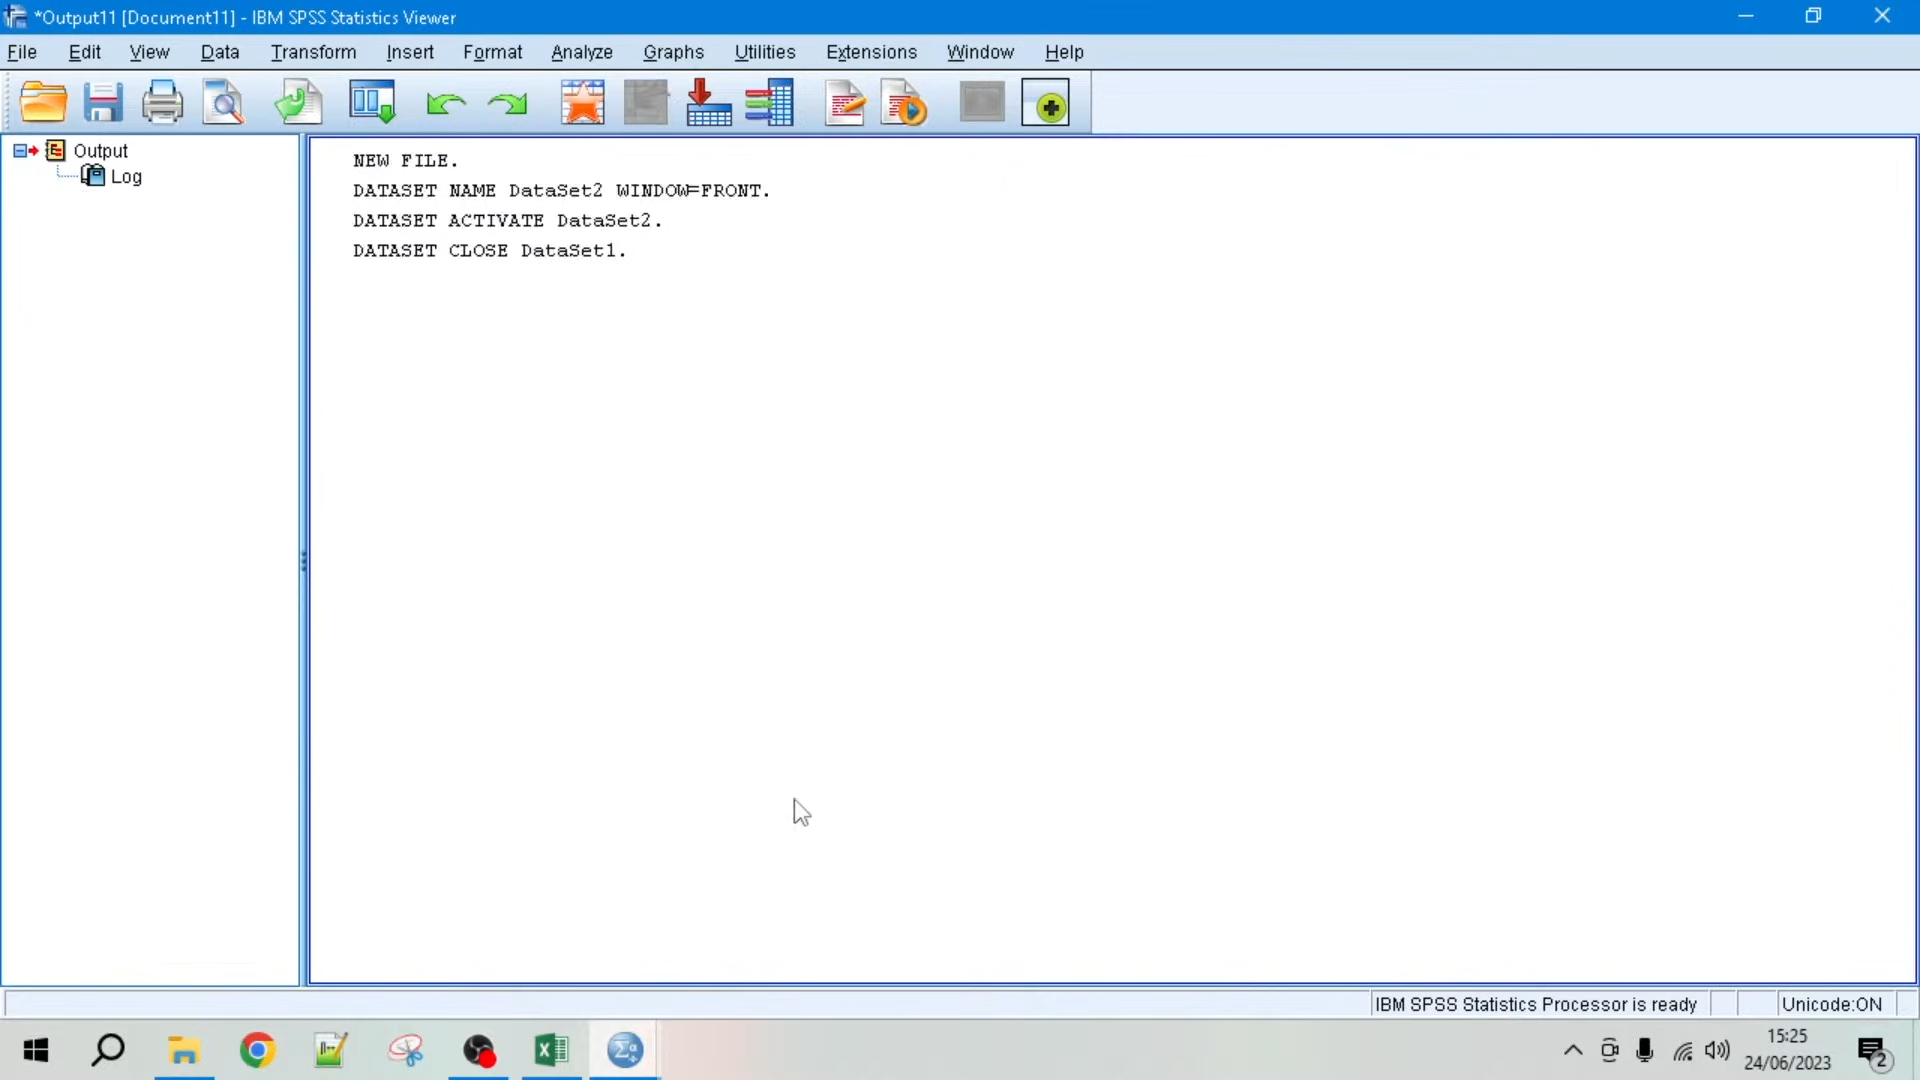 *Output11 [Document11] - IBM SPSS Statistics Viewer
File Edit View Data Transform Insert Format Analyze Graphs Utilities Extensions Window Help
Output
Log
NEW FILE.
DATASET NAME DataSet2 WINDOW=FRONT.
DATASET ACTIVATE DataSet2.
DATASET CLOSE DataSet1.
IBM SPSS Statistics Processor is ready
Unicode:ON
15:25
24/06/2023
2